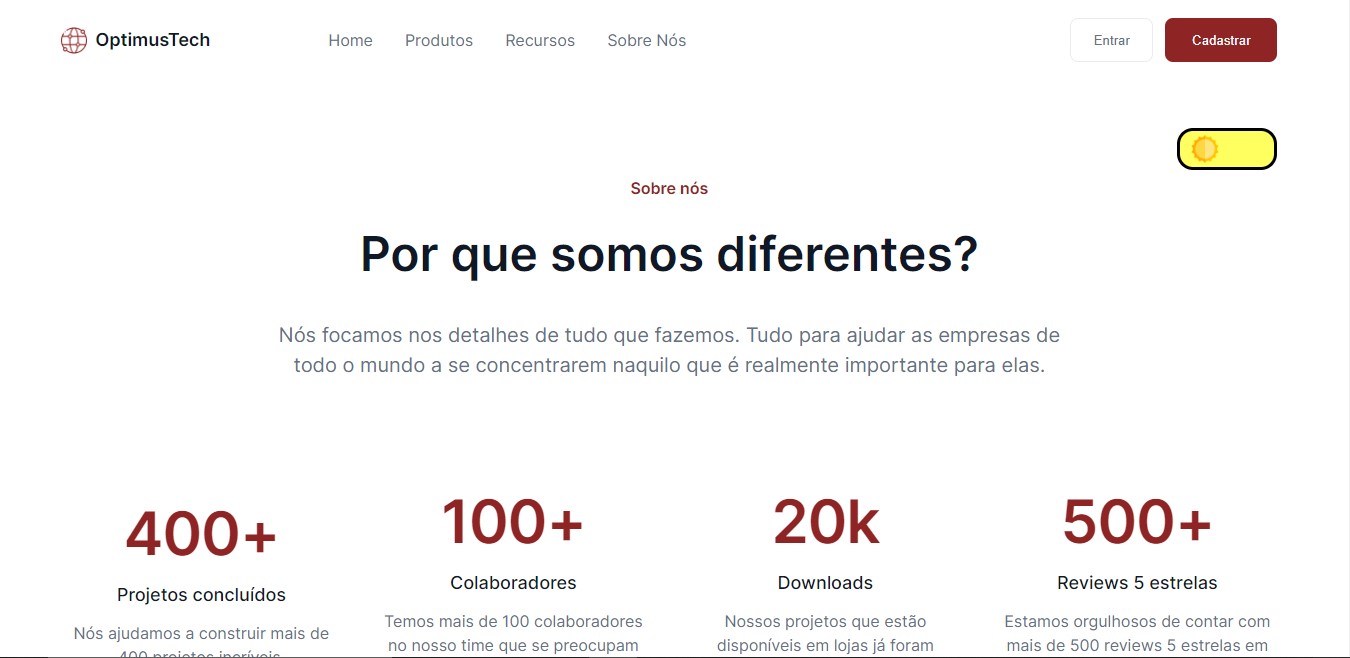 OptimusTech
Home
Produtos
Recursos
Sobre Nós
Entrar
Cadastrar
Sobre nós
Por que somos diferentes?
Nós focamos nos detalhes de tudo que fazemos. Tudo para ajudar as empresas de
todo o mundo a se concentrarem naquilo que é realmente importante para elas.
400+
Projetos concluídos
Nós ajudamos a construir mais de
400 projetos incríveis
100+
Colaboradores
Temos mais de 100 colaboradores
no nosso time que se preocupam
20k
Downloads
Nossos projetos que estão
disponíveis em lojas já foram
500+
Reviews 5 estrelas
Estamos orgulhosos de contar com
mais de 500 reviews 5 estrelas em